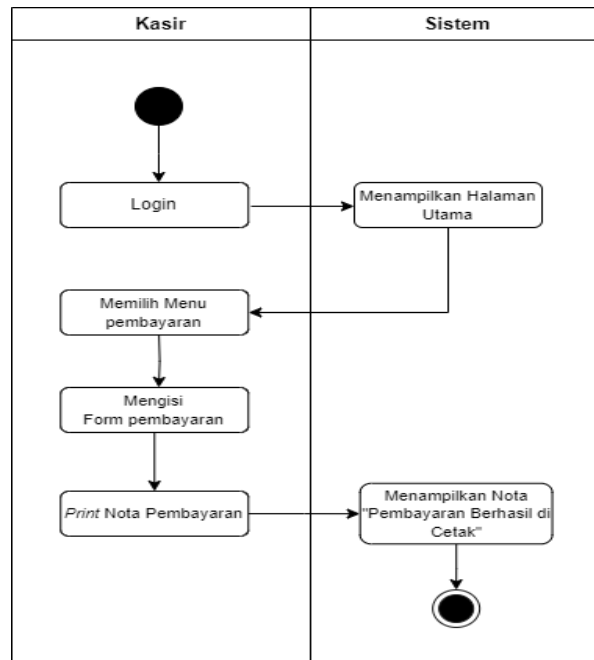 Kasir
Sistem
Login
Menampilkan Halaman
Utama
Memilih Menu
pembayaran
Mengisi
Form pembayaran
Print Nota Pembayaran
Menampilkan Nota
"Pembayaran Berhasil di
Cetak"